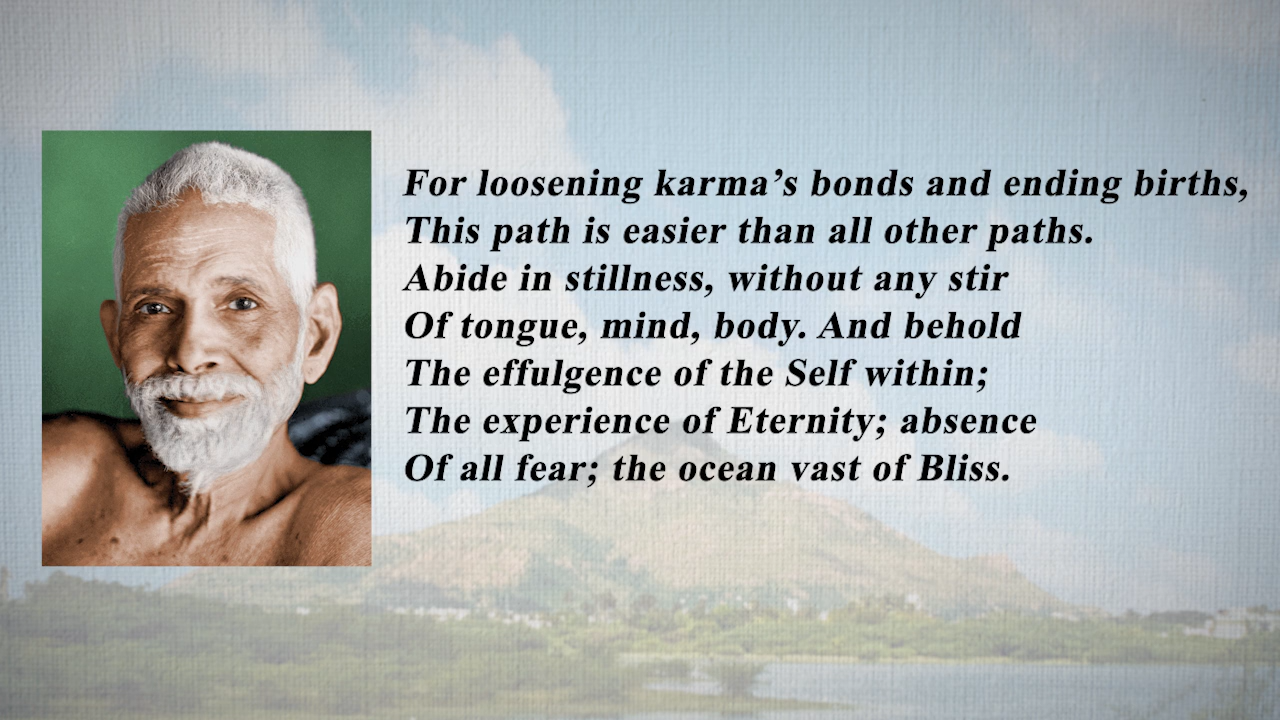 For loosening karma’s bonds and ending births,
This path is easier than all other paths.
Abide in stillness, without any stir
Of tongue, mind, body. And behold
The effulgence of the Self within;
The experience of Eternity; absence
Of all fear; the ocean vast of Bliss.